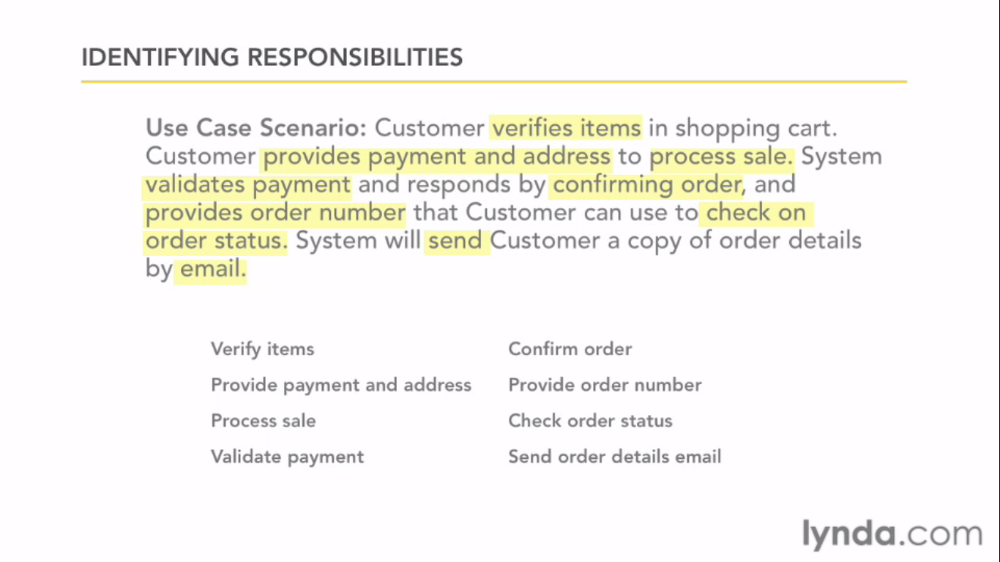 IDENTIFYING RESPONSIBILITIES
Use Case Scenario: Customer verifies items in shopping cart.
Customer provides payment and address to process sale. System
validates payment and responds by confirming order, and
provides order number that Customer can use to check on
order status. System will send Customer a copy of order details
by email.
Verify items
Provide payment and address
Process sale
Validate payment
Confirm order
Provide order number
Check order status
Send order details email
lynda.com